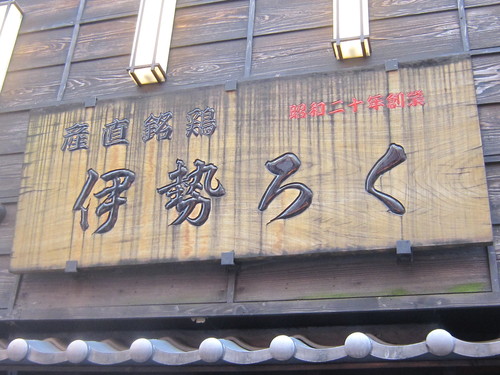 産直銘鶏
昭和二十年創業
伊勢ろく